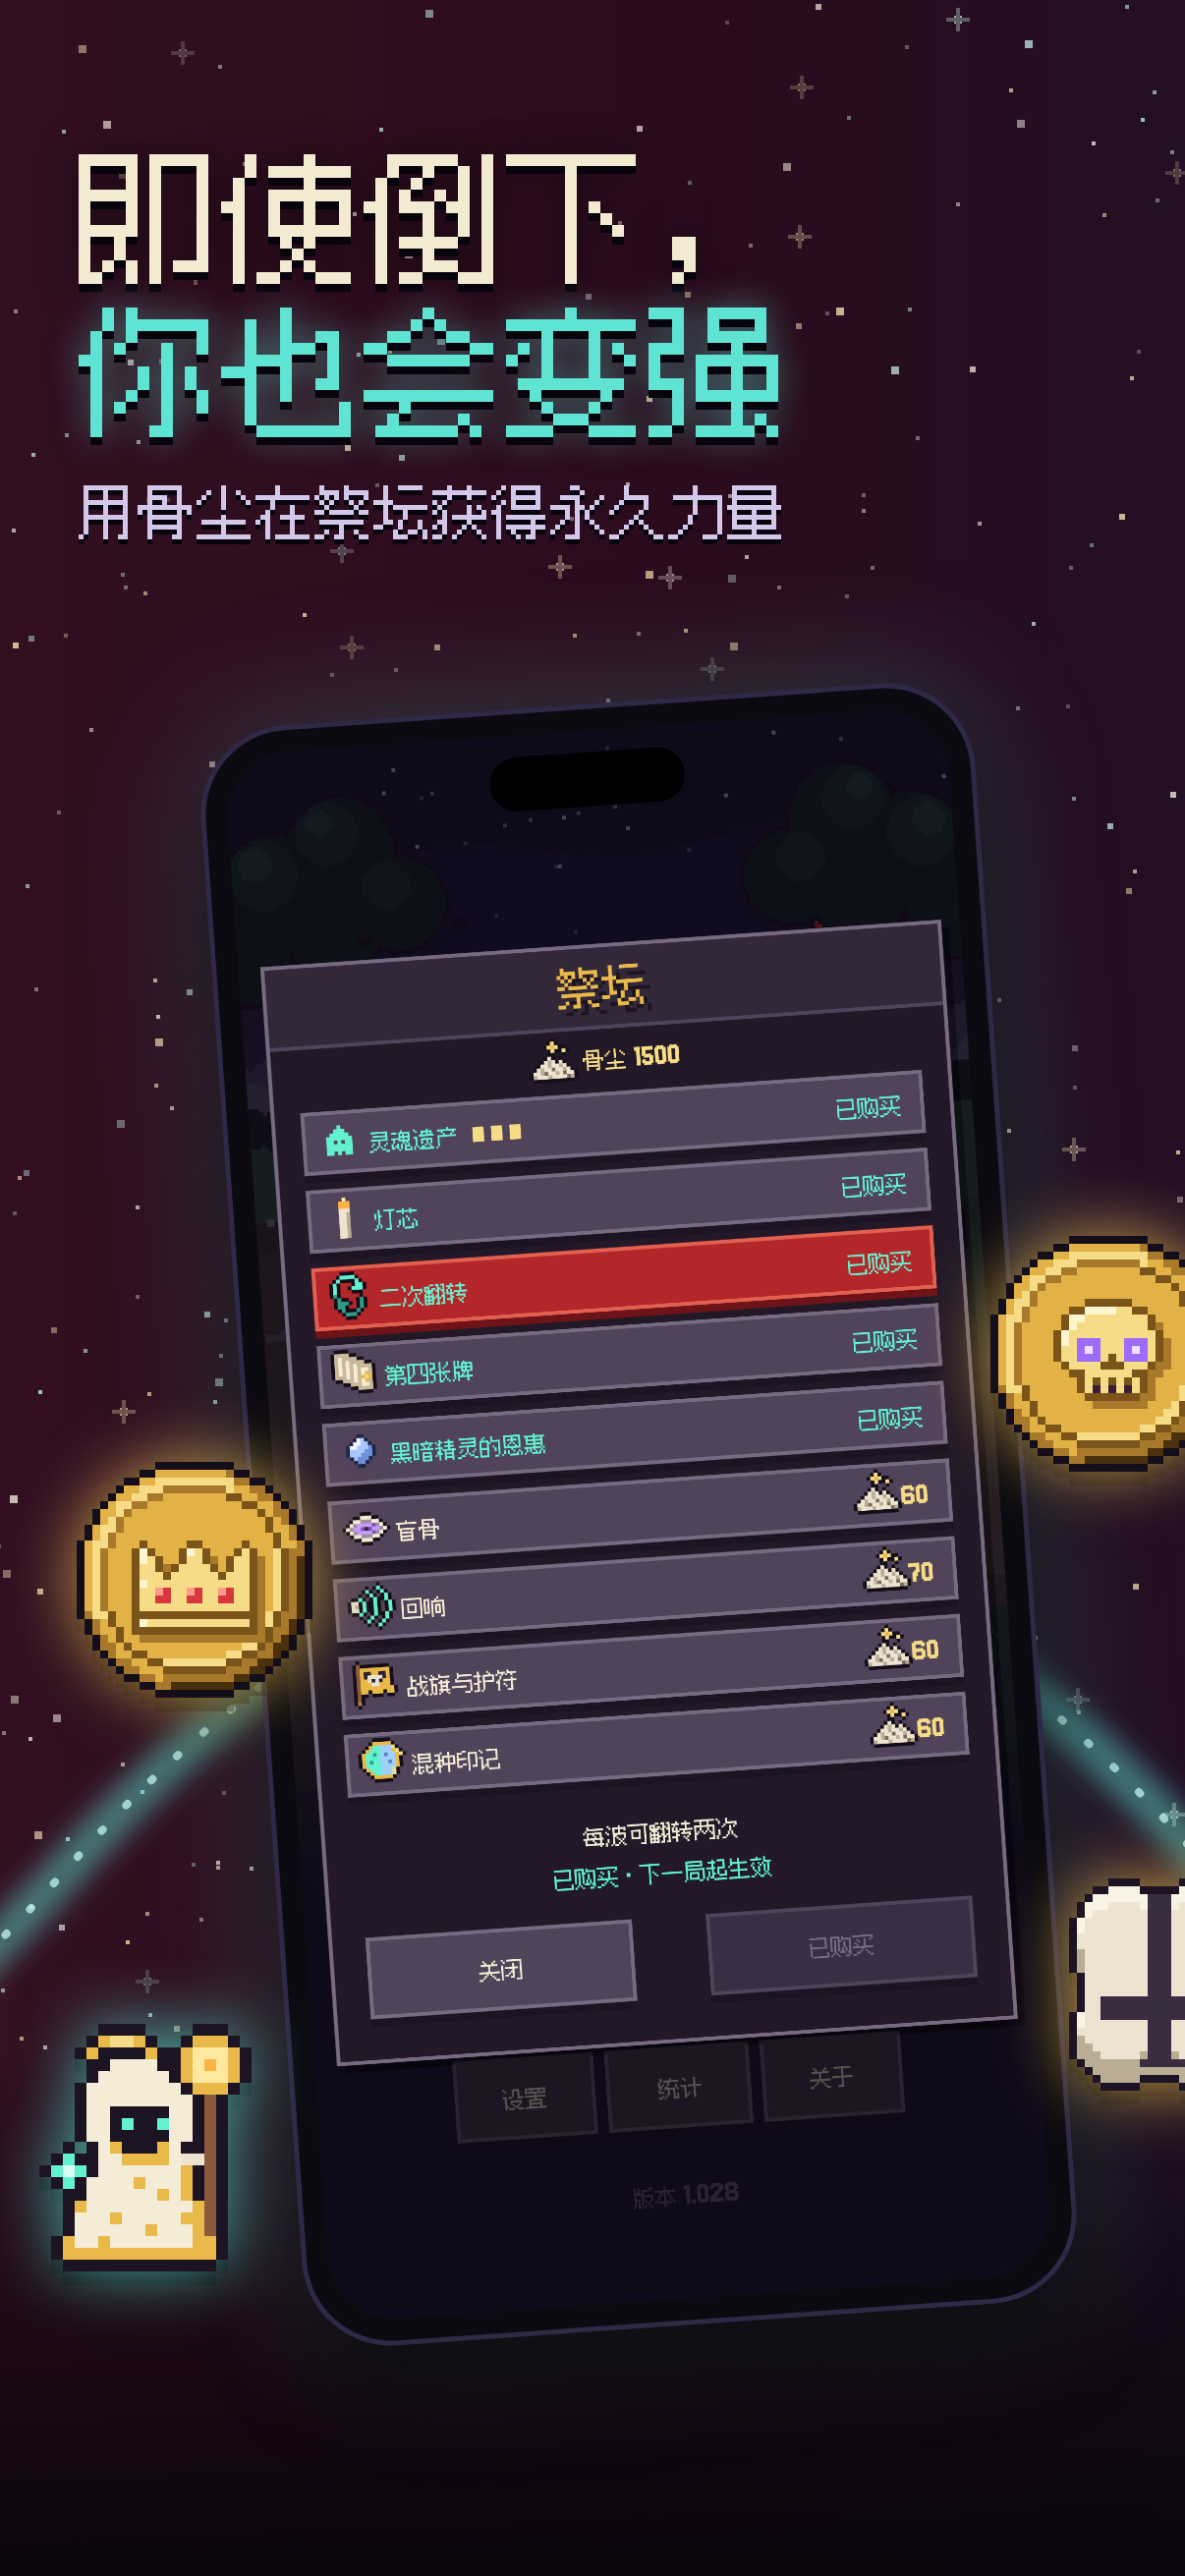 即使倒下，
你也会变强
用骨尘在祭坛获得永久力量
祭坛
骨尘 1500
灵魂遗产 已购买
灯芯 已购买
二次翻转 已购买
第四张牌 已购买
黑暗精灵的恩惠 已购买
盲骨 60
回响 70
战旗与护符 60
混种印记 60
每波可翻转两次
已购买·下一局起生效
关闭 已购买
设置 统计 关于
版本 1.028